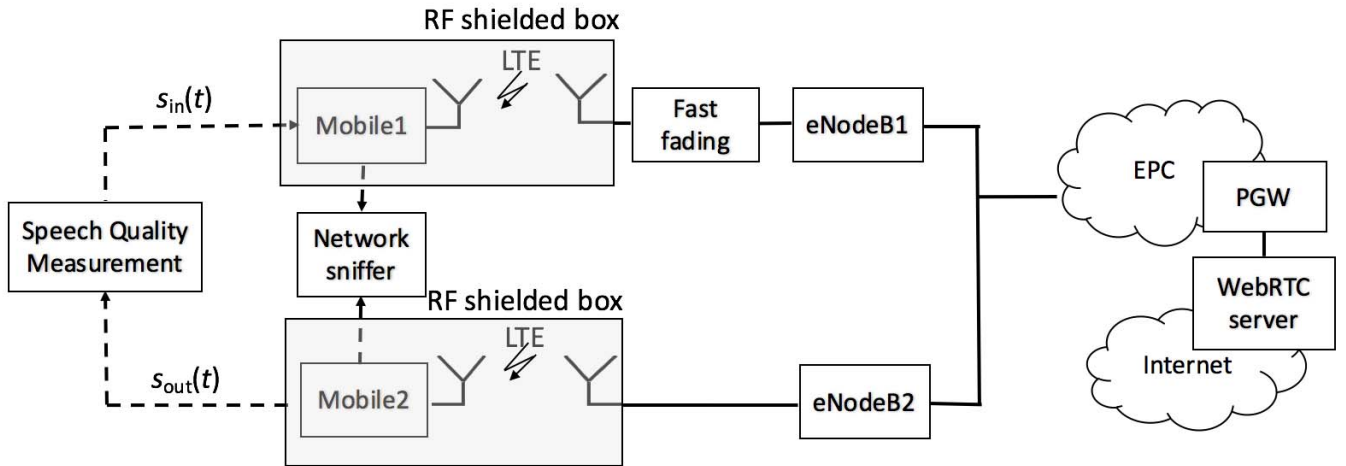 RF shielded box
LTE
s_in(t)
Mobile1
Fast
fading
eNodeB1
EPC
PGW
Speech Quality
Measurement
Network
sniffer
WebRTC
server
RF shielded box
LTE
Internet
s_out(t)
Mobile2
eNodeB2